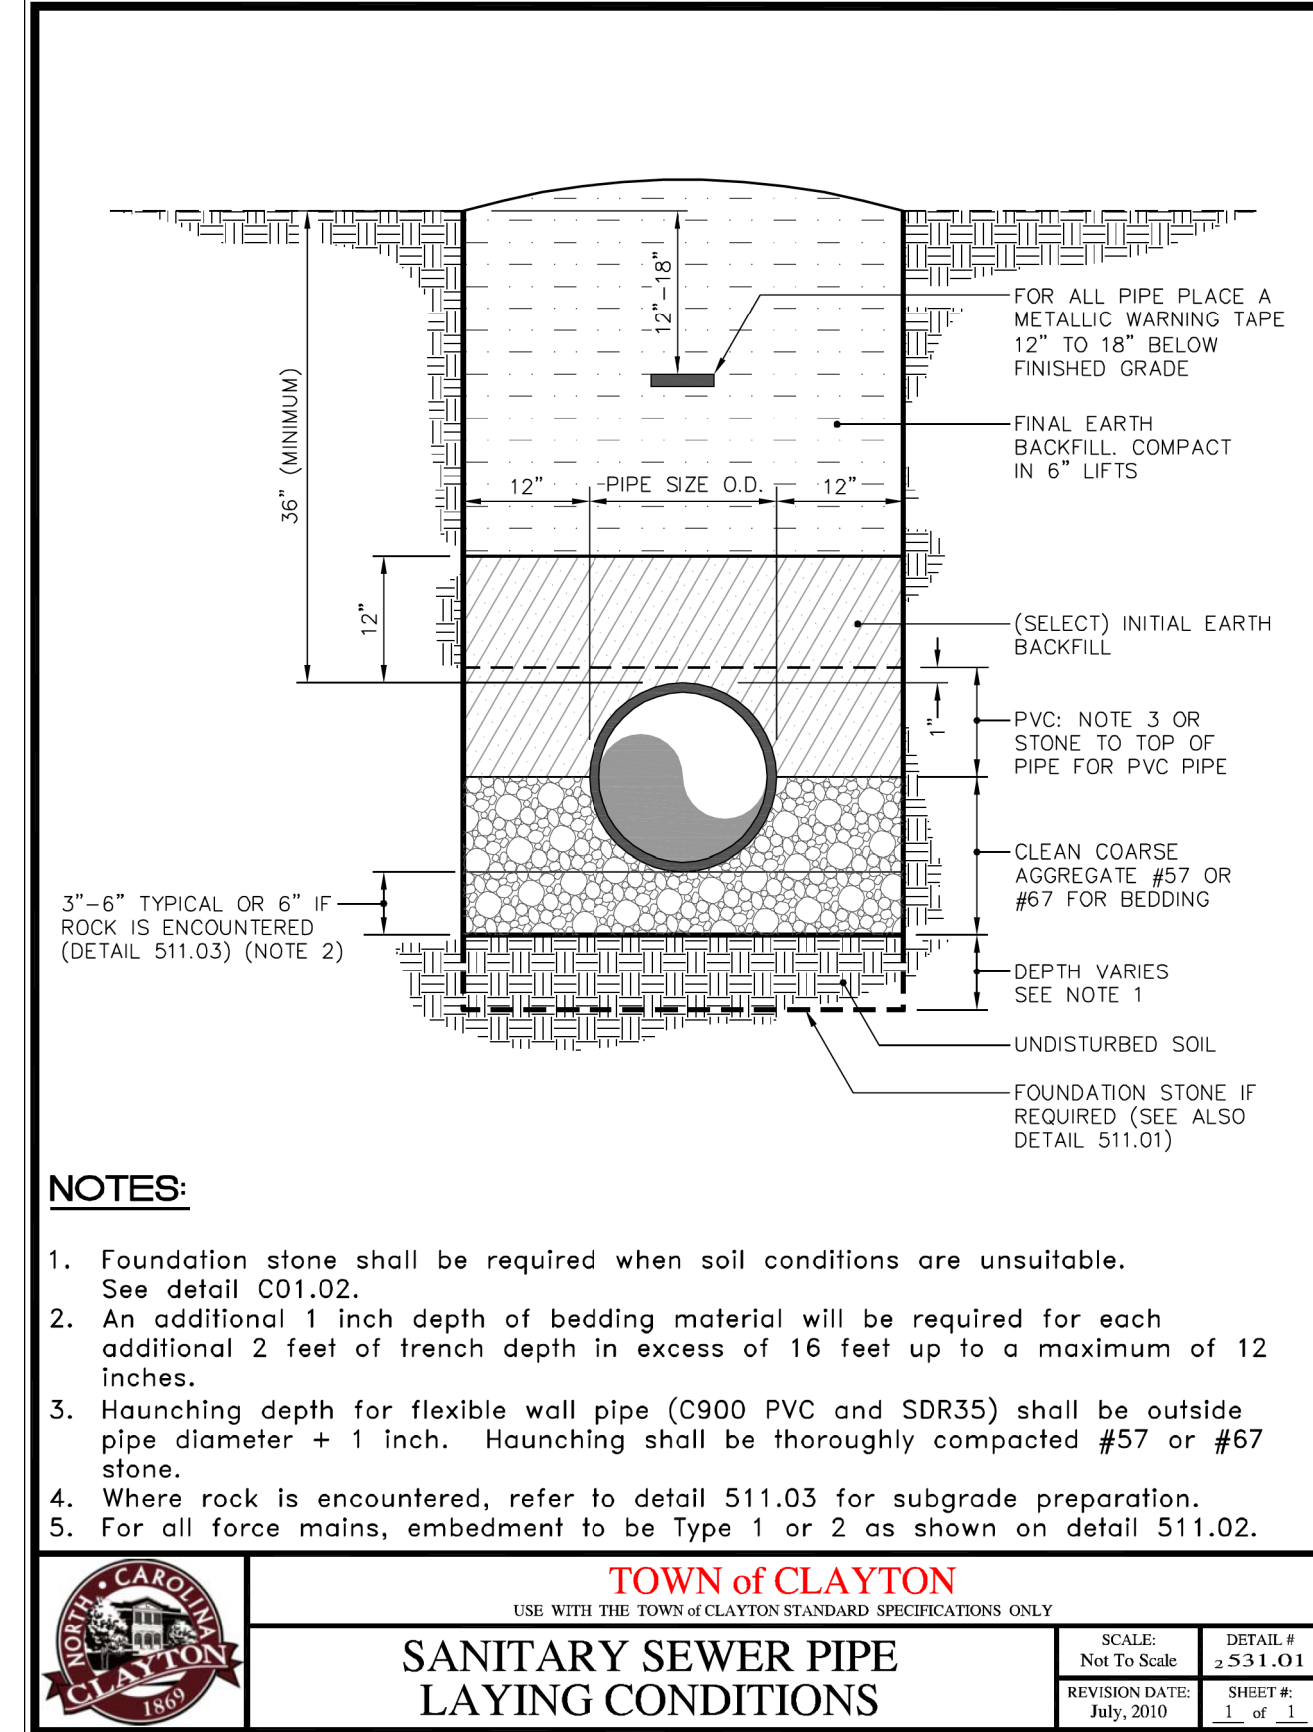 12"-18"
FOR ALL PIPE PLACE A
METALLIC WARNING TAPE
12" TO 18" BELOW
FINISHED GRADE
36" (MINIMUM)
FINAL EARTH
BACKFILL. COMPACT
IN 6" LIFTS
12" PIPE SIZE O.D. 12"
12"
(SELECT) INITIAL EARTH
BACKFILL
1"
PVC: NOTE 3 OR
STONE TO TOP OF
PIPE FOR PVC PIPE
CLEAN COARSE
AGGREGATE #57 OR
#67 FOR BEDDING
3"-6" TYPICAL OR 6" IF
ROCK IS ENCOUNTERED
(DETAIL 511.03) (NOTE 2)
DEPTH VARIES
SEE NOTE 1
UNDISTURBED SOIL
FOUNDATION STONE IF
REQUIRED (SEE ALSO
DETAIL 511.01)
NOTES:
1. Foundation stone shall be required when soil conditions are unsuitable.
See detail C01.02.
2. An additional 1 inch depth of bedding material will be required for each
additional 2 feet of trench depth in excess of 16 feet up to a maximum of 12
inches.
3. Haunching depth for flexible wall pipe (C900 PVC and SDR35) shall be outside
pipe diameter + 1 inch. Haunching shall be thoroughly compacted #57 or #67
stone.
4. Where rock is encountered, refer to detail 511.03 for subgrade preparation.
5. For all force mains, embedment to be Type 1 or 2 as shown on detail 511.02.
NORTH CAROLINA
CLAYTON
1869
TOWN of CLAYTON
USE WITH THE TOWN of CLAYTON STANDARD SPECIFICATIONS ONLY
SANITARY SEWER PIPE
LAYING CONDITIONS
SCALE:
Not To Scale
DETAIL #
2 531.01
REVISION DATE:
July, 2010
SHEET #:
1 of 1